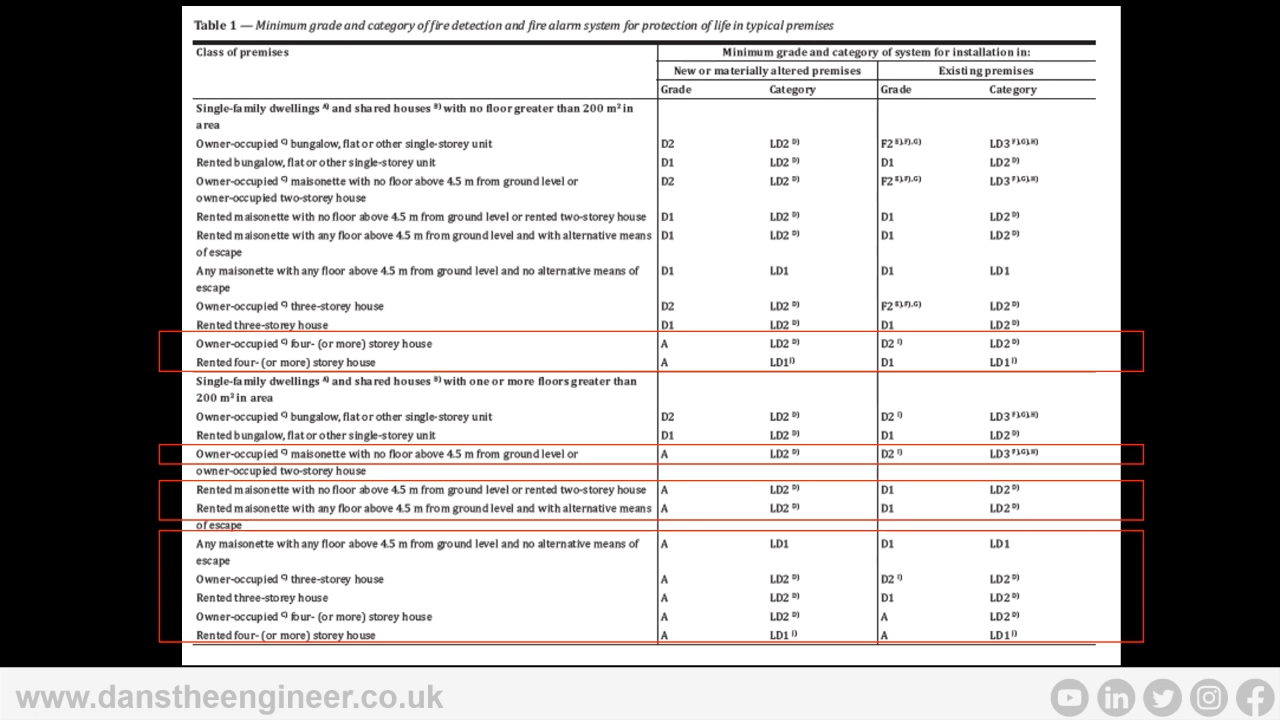 Table 1 — Minimum grade and category of fire detection and fire alarm system for protection of life in typical premises
Class of premises Minimum grade and category of system for installation in:
New or materially altered premises Existing premises
Grade Category Grade Category
Single-family dwellings A) and shared houses B) with no floor greater than 200 m² in
area
Owner-occupied C) bungalow, flat or other single-storey unit D2 LD2 D) F2 E),F),G) LD3 F),G),H)
Rented bungalow, flat or other single-storey unit D1 LD2 D) D1 LD2 D)
Owner-occupied C) maisonette with no floor above 4.5 m from ground level or D2 LD2 D) F2 E),F),G) LD3 F),G),H)
owner-occupied two-storey house
Rented maisonette with no floor above 4.5 m from ground level or rented two-storey house D1 LD2 D) D1 LD2 D)
Rented maisonette with any floor above 4.5 m from ground level and with alternative means D1 LD2 D) D1 LD2 D)
of escape
Any maisonette with any floor above 4.5 m from ground level and no alternative means of D1 LD1 D1 LD1
escape
Owner-occupied C) three-storey house D2 LD2 D) F2 E),F),G) LD2 D)
Rented three-storey house D1 LD2 D) D1 LD2 D)
Owner-occupied C) four- (or more) storey house A LD2 D) D2 I) LD2 D)
Rented four- (or more) storey house A LD1 I) D1 LD1 I)
Single-family dwellings A) and shared houses B) with one or more floors greater than
200 m² in area
Owner-occupied C) bungalow, flat or other single-storey unit D2 LD2 D) D2 I) LD3 F),G),H)
Rented bungalow, flat or other single-storey unit D1 LD2 D) D1 LD2 D)
Owner-occupied C) maisonette with no floor above 4.5 m from ground level or A LD2 D) D2 I) LD3 F),G),H)
owner-occupied two-storey house
Rented maisonette with no floor above 4.5 m from ground level or rented two-storey house A LD2 D) D1 LD2 D)
Rented maisonette with any floor above 4.5 m from ground level and with alternative means A LD2 D) D1 LD2 D)
of escape
Any maisonette with any floor above 4.5 m from ground level and no alternative means of A LD1 D1 LD1
escape
Owner-occupied C) three-storey house A LD2 D) D2 I) LD2 D)
Rented three-storey house A LD2 D) D1 LD2 D)
Owner-occupied C) four- (or more) storey house A LD2 D) A LD2 D)
Rented four- (or more) storey house A LD1 I) A LD1 I)
www.danstheengineer.co.uk